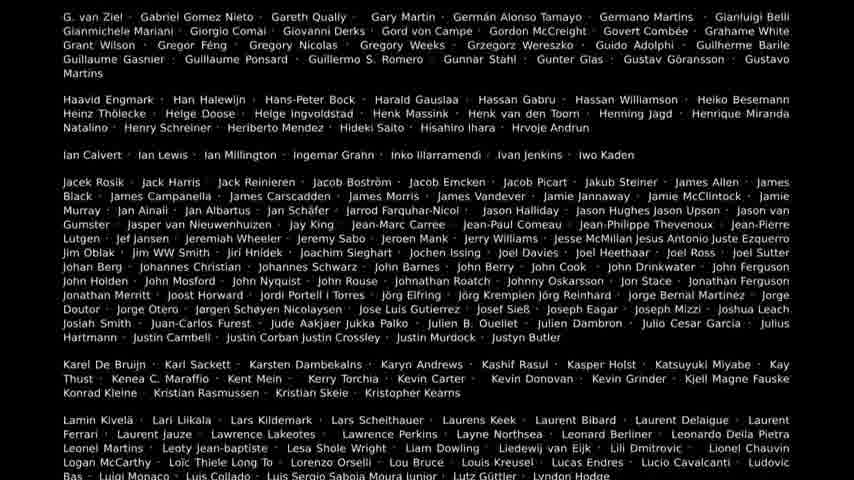 G. van Ziel · Gabriel Gomez Nieto · Gareth Qually · Gary Martin · Germán Alonso Tamayo · Germano Martins · Gianluigi Belli
Gianmichele Mariani · Giorgio Comai · Giovanni Derks · Gord von Campe · Gordon McCreight · Govert Combée · Grahame White
Grant Wilson · Gregor Féng · Gregory Nicolas · Gregory Weeks · Grzegorz Wereszko · Guido Adolphi · Guilherme Barile
Guillaume Gasnier · Guillaume Ponsard · Guillermo S. Romero · Gunnar Stahl · Gunter Glas · Gustav Göransson · Gustavo
Martins
Haavid Engmark · Han Halewijn · Hans-Peter Bock · Harald Gauslaa · Hassan Gabru · Hassan Williamson · Heiko Besemann
Heinz Thölecke · Helge Doose · Helge Ingvoldstad · Henk Massink · Henk van den Toorn · Henning Jagd · Henrique Miranda
Natalino · Henry Schreiner · Heriberto Mendez · Hideki Saito · Hisahiro Ihara · Hrvoje Andrun
Ian Calvert · Ian Lewis · Ian Millington · Ingemar Grahn · Inko Illarramendi · Ivan Jenkins · Iwo Kaden
Jacek Rosik · Jack Harris · Jack Reinieren · Jacob Boström · Jacob Emcken · Jacob Picart · Jakub Steiner · James Allen · James
Black · James Campanella · James Carscadden · James Morris · James Vandever · Jamie Jannaway · Jamie McClintock · Jamie
Murray · Jan Ainali · Jan Albartus · Jan Schäfer · Jarrod Farquhar-Nicol · Jason Halliday · Jason Hughes Jason Upson · Jason van
Gumster · Jasper van Nieuwenhuizen · Jay King · Jean-Marc Carree · Jean-Paul Comeau · Jean-Philippe Thevenoux · Jean-Pierre
Lutgen · Jef Jansen · Jeremiah Wheeler · Jeremy Sabo · Jeroen Mank · Jerry Williams · Jesse McMillan Jesus Antonio Juste Ezquerro
Jim Oblak · Jim WW Smith · Jiri Hnidek · Joachim Sieghart · Jochen Issing · Joel Davies · Joel Heethaar · Joel Ross · Joel Sutter
Johan Berg · Johannes Christian · Johannes Schwarz · John Barnes · John Berry · John Cook · John Drinkwater · John Ferguson
John Holden · John Mosford · John Nyquist · John Rouse · Johnathan Roatch · Johnny Oskarsson · Jon Stace · Jonathan Ferguson
Jonathan Merritt · Joost Horward · Jordi Portell i Torres · Jörg Elfring · Jörg Krempien Jörg Reinhard · Jorge Bernal Martinez · Jorge
Doutor · Jorge Otero · Jørgen Schøyen Nicolaysen · Jose Luis Gutierrez · Josef Sieß · Joseph Eagar · Joseph Mizzi · Joshua Leach
Josiah Smith · Juan-Carlos Furest · Jude Aakjaer Jukka Palko · Julien B. Ouellet · Julien Dambron · Julio Cesar Garcia · Julius
Hartmann · Justin Cambell · Justin Corban Justin Crossley · Justin Murdock · Justyn Butler
Karel De Bruijn · Karl Sackett · Karsten Dambekalns · Karyn Andrews · Kashif Rasul · Kasper Holst · Katsuyuki Miyabe · Kay
Thust · Kenea C. Maraffio · Kent Mein · Kerry Torchia · Kevin Carter · Kevin Donovan · Kevin Grinder · Kjell Magne Fauske
Konrad Kleine · Kristian Rasmussen · Kristian Skeie · Kristopher Kearns
Lamin Kivelä · Lari Liikala · Lars Kildemark · Lars Scheithauer · Laurens Keek · Laurent Bibard · Laurent Delaigue · Laurent
Ferrari · Laurent Jauze · Lawrence Lakeotes · Lawrence Perkins · Layne Northsea · Leonard Berliner · Leonardo Della Pietra
Leonel Martins · Leoty Jean-baptiste · Lesa Shole Wright · Liam Dowling · Liedewij van Eijk · Lili Dmitrovic · Lionel Chauvin
Logan McCarthy · Loïc Thiele Long To · Lorenzo Orselli · Lou Bruce · Louis Kreusel · Lucas Endres · Lucio Cavalcanti · Ludovic
Bas · Luigi Monaco · Luis Collado · Luis Sergio Saboia Moura Junior · Lutz Güttler · Lyndon Hodge